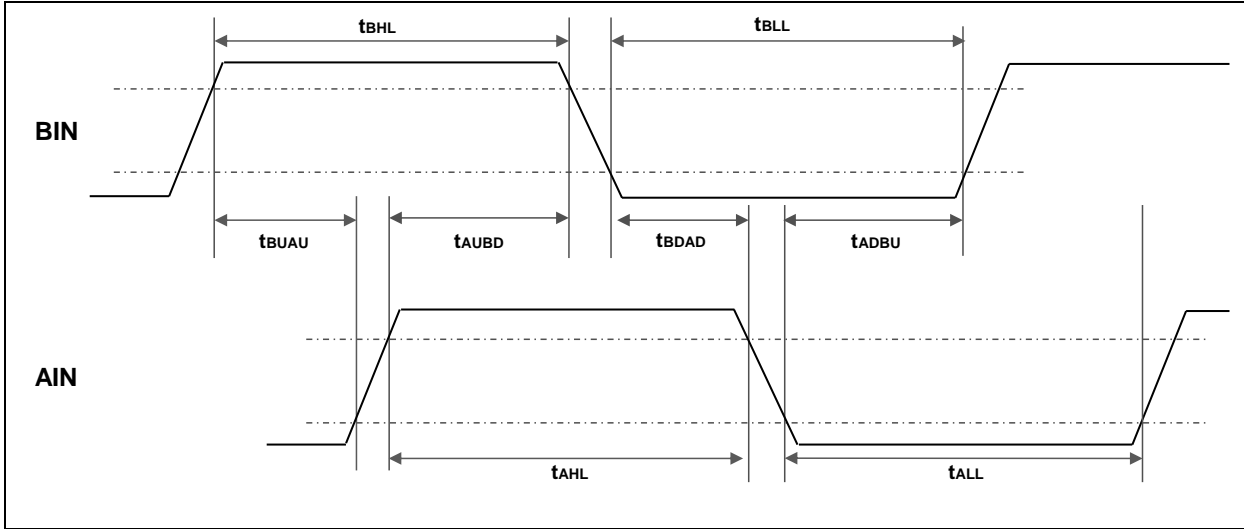 tBHL
tBLL
BIN
tBUAU
tAUBD
tBDAD
tADBU
AIN
tAHL
tALL